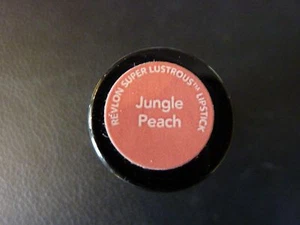 REVLON SUPER LUSTROUS™ LIPSTICK
Jungle
Peach